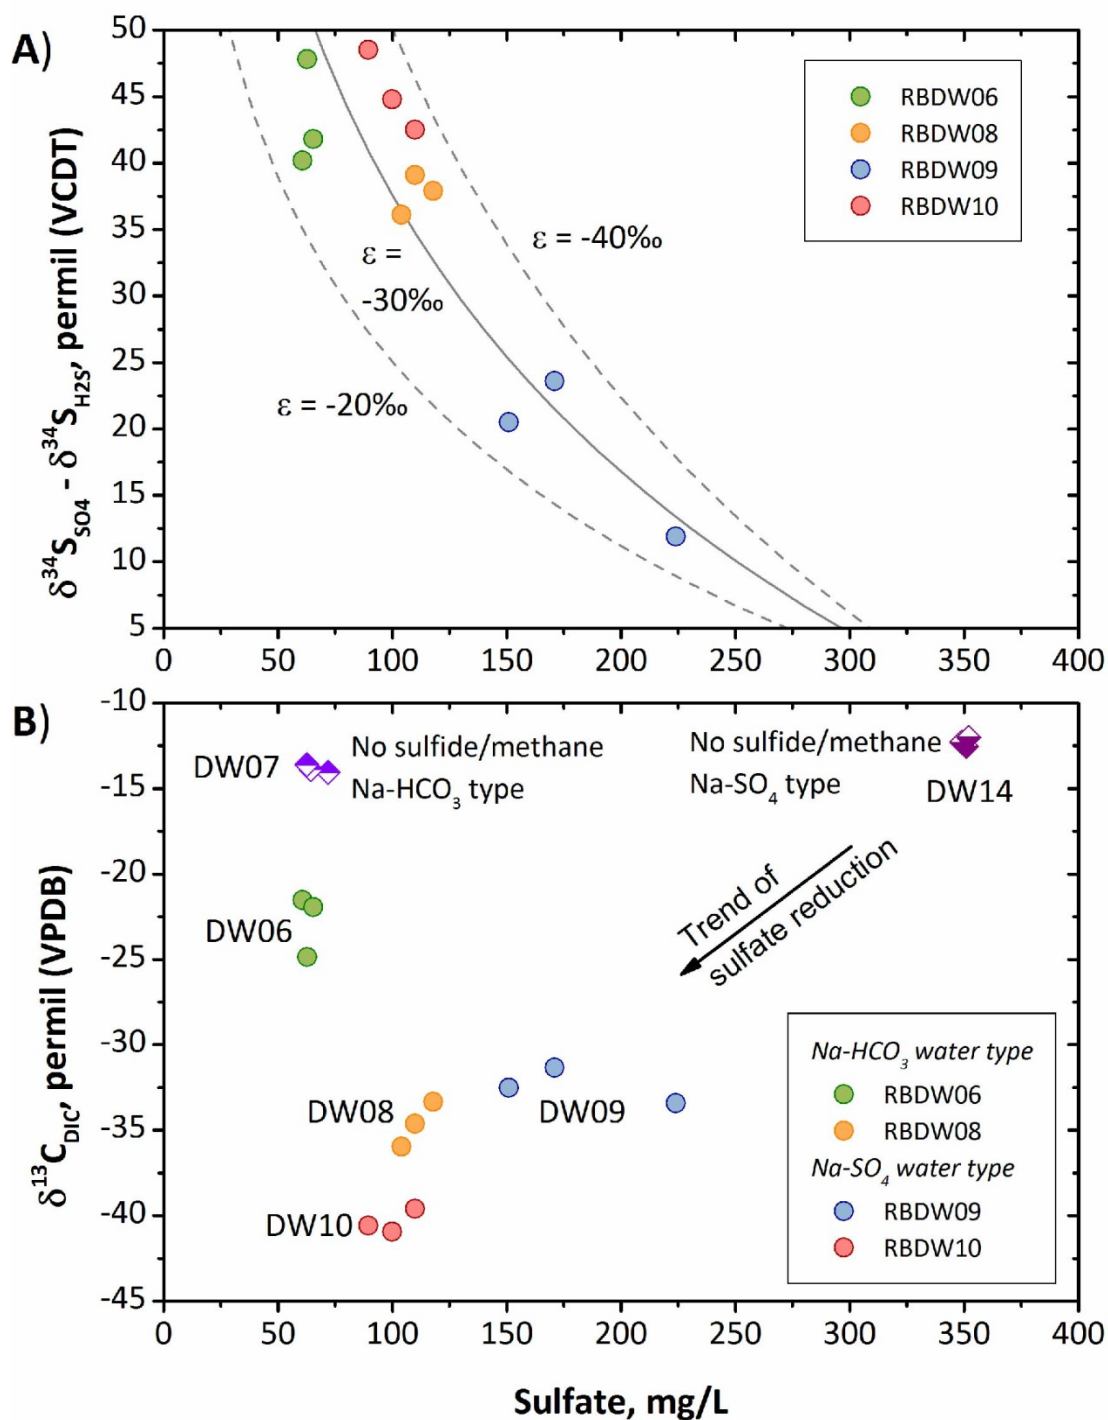 A)
δ³⁴S_SO4 - δ³⁴S_H2S, permil (VCDT)
50
45
40
35
30
25
20
15
10
5
RBDW06
RBDW08
RBDW09
RBDW10
ε = -40‰
ε =
-30‰
ε = -20‰
0 50 100 150 200 250 300 350 400
B)
δ¹³C_DIC, permil (VPDB)
-10
-15
-20
-25
-30
-35
-40
-45
DW07
No sulfide/methane
Na-HCO₃ type
No sulfide/methane
Na-SO₄ type
DW14
Trend of
sulfate reduction
DW06
DW08
DW09
DW10
Na-HCO₃ water type
RBDW06
RBDW08
Na-SO₄ water type
RBDW09
RBDW10
0 50 100 150 200 250 300 350 400
Sulfate, mg/L